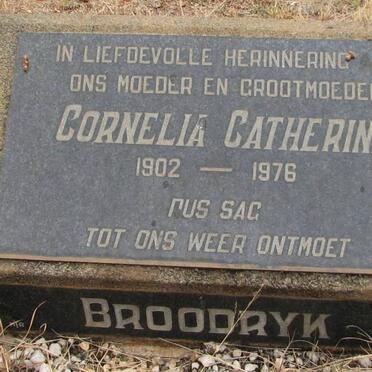 IN LIEFDEVOLLE HERINNERING
ONS MOEDER EN GROOTMOEDE
CORNELIA CATHERIN
1902 — 1976
RUS SAG
TOT ONS WEER ONTMOET
BROODRYK